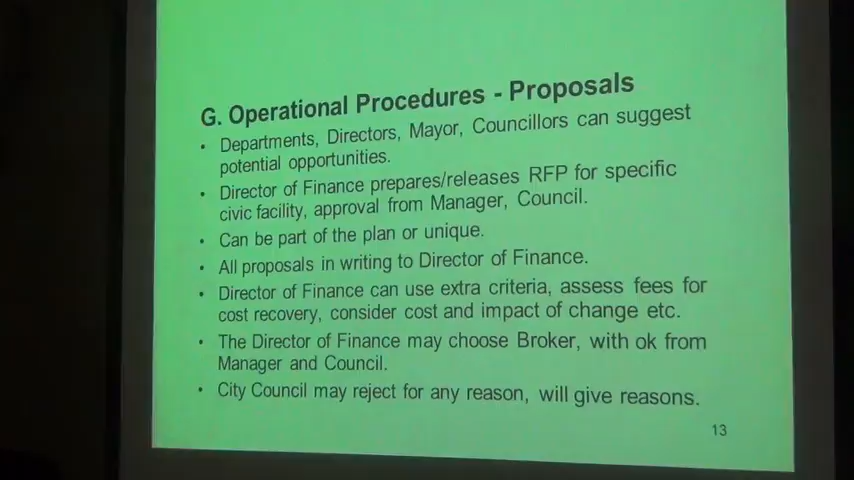 G. Operational Procedures - Proposals
• Departments, Directors, Mayor, Councillors can suggest
potential opportunities.
• Director of Finance prepares/releases RFP for specific
civic facility, approval from Manager, Council.
• Can be part of the plan or unique.
• All proposals in writing to Director of Finance.
• Director of Finance can use extra criteria, assess fees for
cost recovery, consider cost and impact of change etc.
• The Director of Finance may choose Broker, with ok from
Manager and Council.
• City Council may reject for any reason, will give reasons.
13